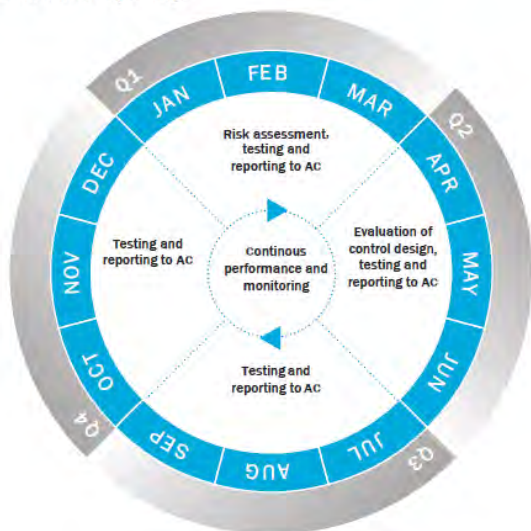 Q1
JAN
FEB
MAR
Q2
APR
MAY
JUN
Q3
JUL
AUG
SEP
Q4
OCT
NOV
DEC
Risk assessment,
testing and
reporting to AC
Evaluation of
control design,
testing and
reporting to AC
Testing and
reporting to AC
Testing and
reporting to AC
Continous
performance and
monitoring